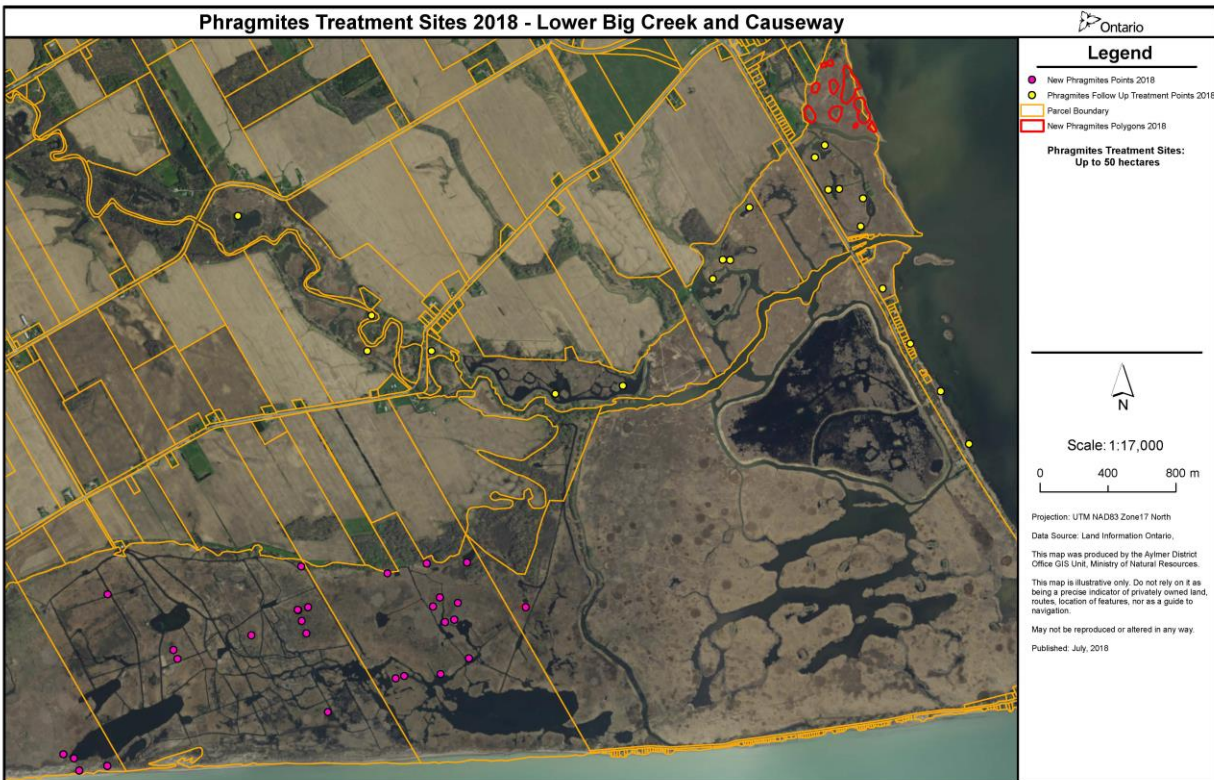 Phragmites Treatment Sites 2018 - Lower Big Creek and Causeway
Ontario
Legend
New Phragmites Points 2018
Phragmites Follow Up Treatment Points 2018
Parcel Boundary
New Phragmites Polygons 2018
Phragmites Treatment Sites:
Up to 50 hectares
N
Scale: 1:17,000
0 400 800 m
Projection: UTM NAD83 Zone17 North
Data Source: Land Information Ontario,
This map was produced by the Aylmer District
Office GIS Unit, Ministry of Natural Resources.
This map is illustrative only. Do not rely on it as
being a precise indicator of privately owned land,
routes, location of features, nor as a guide to
navigation.
May not be reproduced or altered in any way.
Published: July, 2018